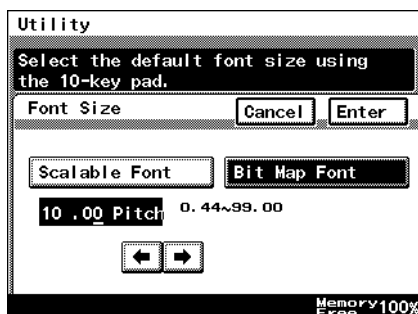 Utility
Select the default font size using
the 10-key pad.
Font Size Cancel Enter
Scalable Font Bit Map Font
10 .00 Pitch 0.44~99.00
Memory
Free 100%